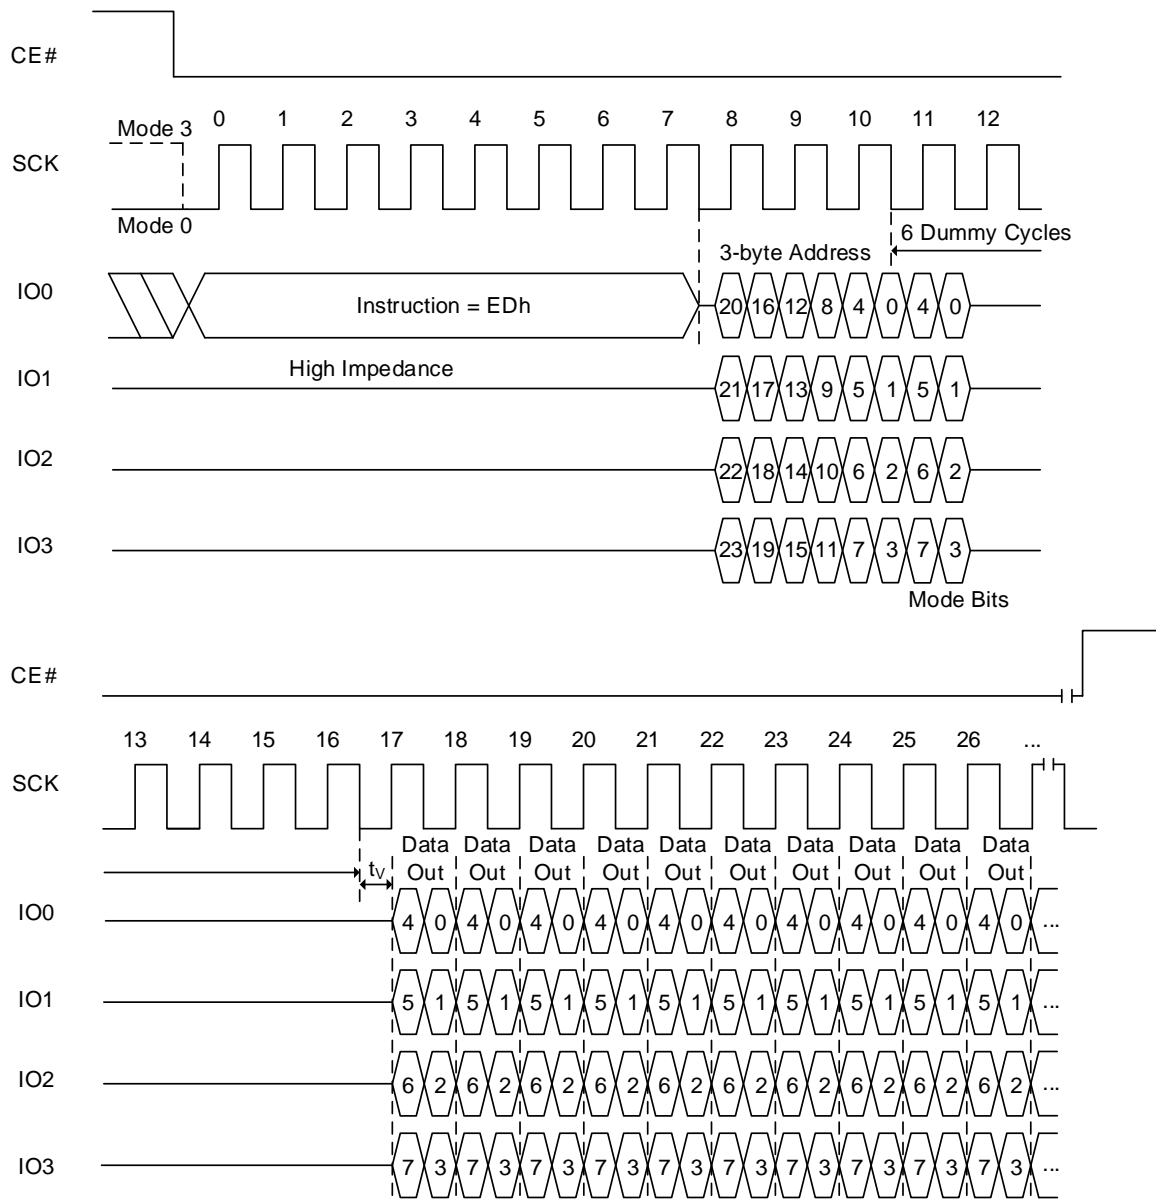 CE#
Mode 3 0 1 2 3 4 5 6 7 8 9 10 11 12
SCK
Mode 0
6 Dummy Cycles
3-byte Address
IO0 Instruction = EDh 20 16 12 8 4 0 4 0
IO1 High Impedance 21 17 13 9 5 1 5 1
IO2 22 18 14 10 6 2 6 2
IO3 23 19 15 11 7 3 7 3
Mode Bits
CE#
13 14 15 16 17 18 19 20 21 22 23 24 25 26 ...
SCK
Data Data Data Data Data Data Data Data Data Data
tV Out Out Out Out Out Out Out Out Out Out
IO0 4 0 4 0 4 0 4 0 4 0 4 0 4 0 4 0 4 0 4 0 ...
IO1 5 1 5 1 5 1 5 1 5 1 5 1 5 1 5 1 5 1 5 1 ...
IO2 6 2 6 2 6 2 6 2 6 2 6 2 6 2 6 2 6 2 6 2 ...
IO3 7 3 7 3 7 3 7 3 7 3 7 3 7 3 7 3 7 3 7 3 ...